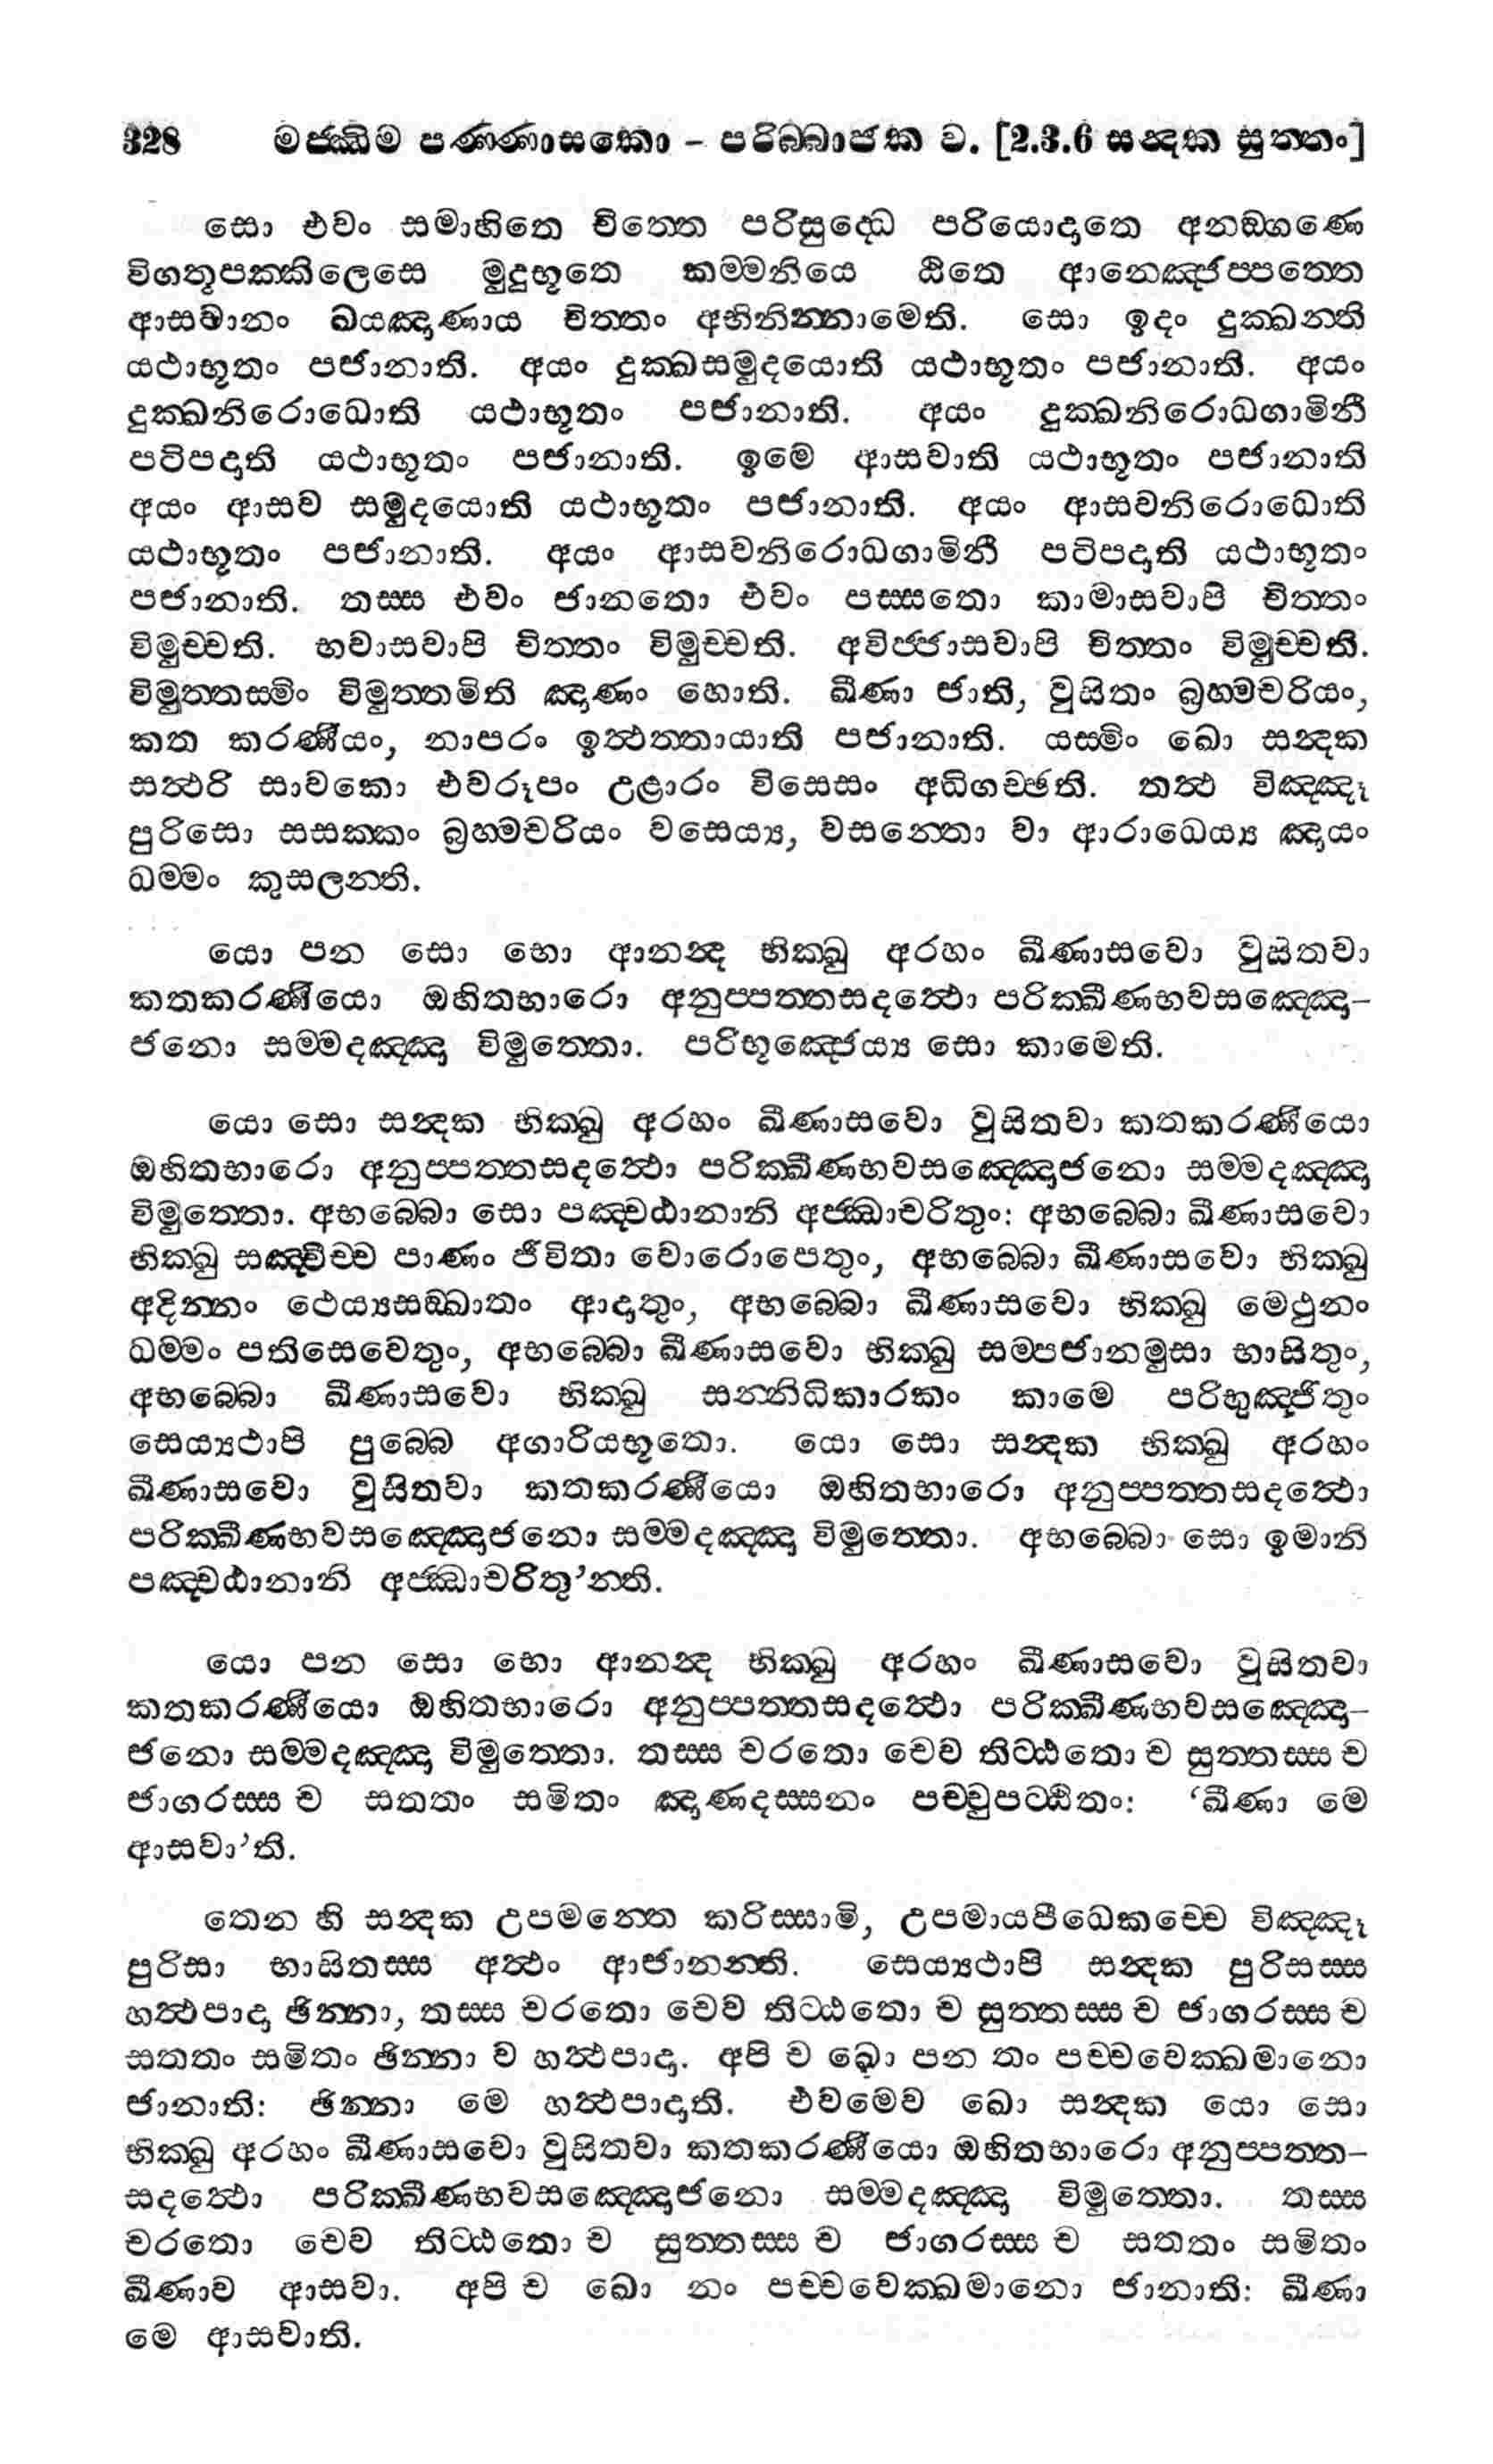 328 මජ්ඣිම පණ්ණාසකො - පරිබ්බාජක ව. [2.3.6 සන්දක සුත්තං]
සො එවං සමාහිතෙ චිත්තෙ පරිසුද්ධෙ පරියොදාතෙ අනඞ්ගණෙ
විගතූපක්කිලෙසෙ මුදුභූතෙ කම්මනියෙ ඨිතෙ ආනෙඤ්ජප්පත්තෙ
ආසවානං ඛයඤාණාය චිත්තං අභිනින්නාමෙති. සො ඉදං දුක්ඛන්ති
යථාභූතං පජානාති. අයං දුක්ඛසමුදයොති යථාභූතං පජානාති. අයං
දුක්ඛනිරොධොති යථාභූතං පජානාති. අයං දුක්ඛනිරොධගාමිනී
පටිපදාති යථාභූතං පජානාති. ඉමෙ ආසවාති යථාභූතං පජානාති
අයං ආසව සමුදයොති යථාභූතං පජානාති. අයං ආසවනිරොධොති
යථාභූතං පජානාති. අයං ආසවනිරොධගාමිනී පටිපදාති යථාභූතං
පජානාති. තස්ස එවං ජානතො එවං පස්සතො කාමාසවාපි චිත්තං
විමුච්චති. භවාසවාපි චිත්තං විමුච්චති. අවිජ්ජාසවාපි චිත්තං විමුච්චති.
විමුත්තස්මිං විමුත්තමිති ඤාණං හොති. ඛීණා ජාති, වුසිතං බ්‍රහ්මචරියං,
කත කරණීයං, නාපරං ඉත්ථත්තායාති පජානාති. යස්මිං ඛො සන්දක
සත්ථරි සාවකො එවරූපං උළාරං විසෙසං අධිගච්ඡති. තත්ථ විඤ්ඤූ
පුරිසො සසක්කං බ්‍රහ්මචරියං වසෙය්‍ය, වසන්තො වා ආරාධෙය්‍ය ඤායං
ධම්මං කුසලන්ති.
යො පන සො භො ආනන්ද භික්ඛු අරහං ඛීණාසවො වුසිතවා
කතකරණීයො ඔහිතභාරො අනුප්පත්තසදත්ථො පරික්ඛීණභවසඤ්ඤො-
ජනො සම්මදඤ්ඤා විමුත්තො. පරිභූඤ්ජෙය්‍ය සො කාමෙති.
යො සො සන්දක භික්ඛු අරහං ඛීණාසවො වුසිතවා කතකරණීයො
ඔහිතභාරො අනුප්පත්තසදත්ථො පරික්ඛීණභවසඤ්ඤොජනො සම්මදඤ්ඤා
විමුත්තො. අභබ්බො සො පඤ්චඨානානි අජ්ඣාචරිතුං: අභබ්බො ඛීණාසවො
භික්ඛු සඤ්චිච්ච පාණං ජීවිතා වොරොපෙතුං, අභබ්බො ඛීණාසවො භික්ඛු
අදින්නං ථෙය්‍යසඞ්ඛාතං ආදාතුං, අභබ්බො ඛීණාසවො භික්ඛු මෙථුනං
ධම්මං පතිසෙවෙතුං, අභබ්බො ඛීණාසවො භික්ඛු සම්පජානමුසා භාසිතුං,
අභබ්බො ඛීණාසවො භික්ඛු සන්නිධිකාරකං කාමෙ පරිභුඤ්ජිතුං
සෙය්‍යථාපි පුබ්බෙ අගාරියභූතො. යො සො සන්දක භික්ඛු අරහං
ඛීණාසවො වුසිතවා කතකරණීයො ඔහිතභාරො අනුප්පත්තසදත්ථො
පරික්ඛීණභවසඤ්ඤොජනො සම්මදඤ්ඤා විමුත්තො. අභබ්බො සො ඉමානි
පඤ්චඨානානි අජ්ඣාචරිතු’න්ති.
යො පන සො භො ආනන්ද භික්ඛු අරහං ඛීණාසවො වුසිතවා
කතකරණීයො ඔහිතභාරො අනුප්පත්තසදත්ථො පරික්ඛීණභවසඤ්ඤො-
ජනො සම්මදඤ්ඤා විමුත්තො. තස්ස චරතො චෙව තිට්ඨතො ච සුත්තස්ස ච
ජාගරස්ස ච සතතං සමිතං ඤාණදස්සනං පච්චුපට්ඨිතං: ‘ඛීණා මෙ
ආසවා’ති.
තෙන හි සන්දක උපමන්තෙ කරිස්සාමි, උපමායපිධෙකච්චෙ විඤ්ඤූ
පුරිසා භාසිතස්ස අත්ථං ආජානන්ති. සෙය්‍යථාපි සන්දක පුරිසස්ස
හත්ථපාදා ඡින්නා, තස්ස චරතො චෙව තිට්ඨතො ච සුත්තස්ස ච ජාගරස්ස ච
සතතං සමිතං ඡින්නා ව හත්ථපාදා. අපි ච ඛො පන තං පච්චවෙක්ඛමානො
ජානාති: ඡින්නා මෙ හත්ථපාදාති. එවමෙව ඛො සන්දක යො සො
භික්ඛු අරහං ඛීණාසවො වුසිතවා කතකරණීයො ඔහිතභාරො අනුප්පත්ත-
සදත්ථො පරික්ඛීණභවසඤ්ඤොජනො සම්මදඤ්ඤා විමුත්තො. තස්ස
චරතො චෙව තිට්ඨතො ච සුත්තස්ස ච ජාගරස්ස ච සතතං සමිතං
ඛීණාව ආසවා. අපි ච ඛො නං පච්චවෙක්ඛමානො ජානාති: ඛීණා
මෙ ආසවාති.